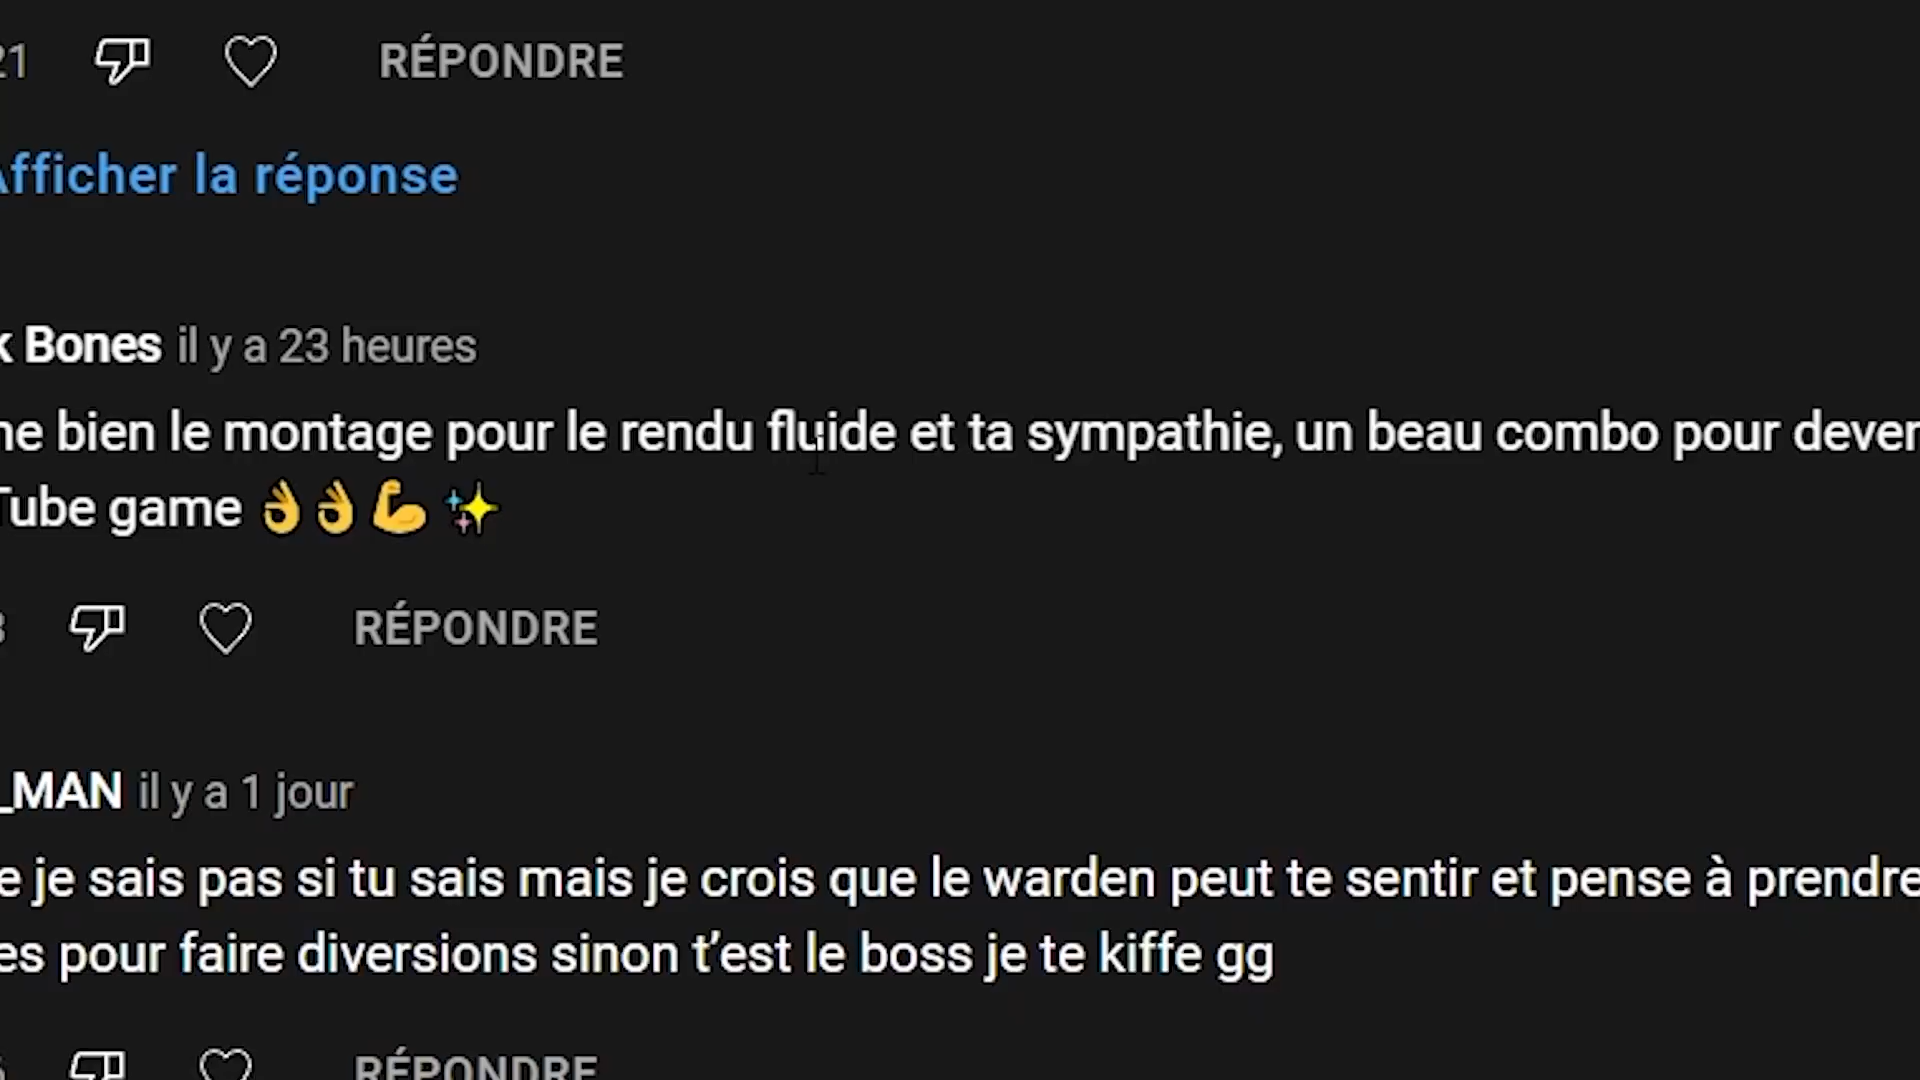 21 RÉPONDRE
Afficher la réponse
k Bones il y a 23 heures
me bien le montage pour le rendu fluide et ta sympathie, un beau combo pour deven
Tube game 👌👌💪✨
RÉPONDRE
_MAN il y a 1 jour
e je sais pas si tu sais mais je crois que le warden peut te sentir et pense à prendre
es pour faire diversions sinon t’est le boss je te kiffe gg
RÉPONDRE